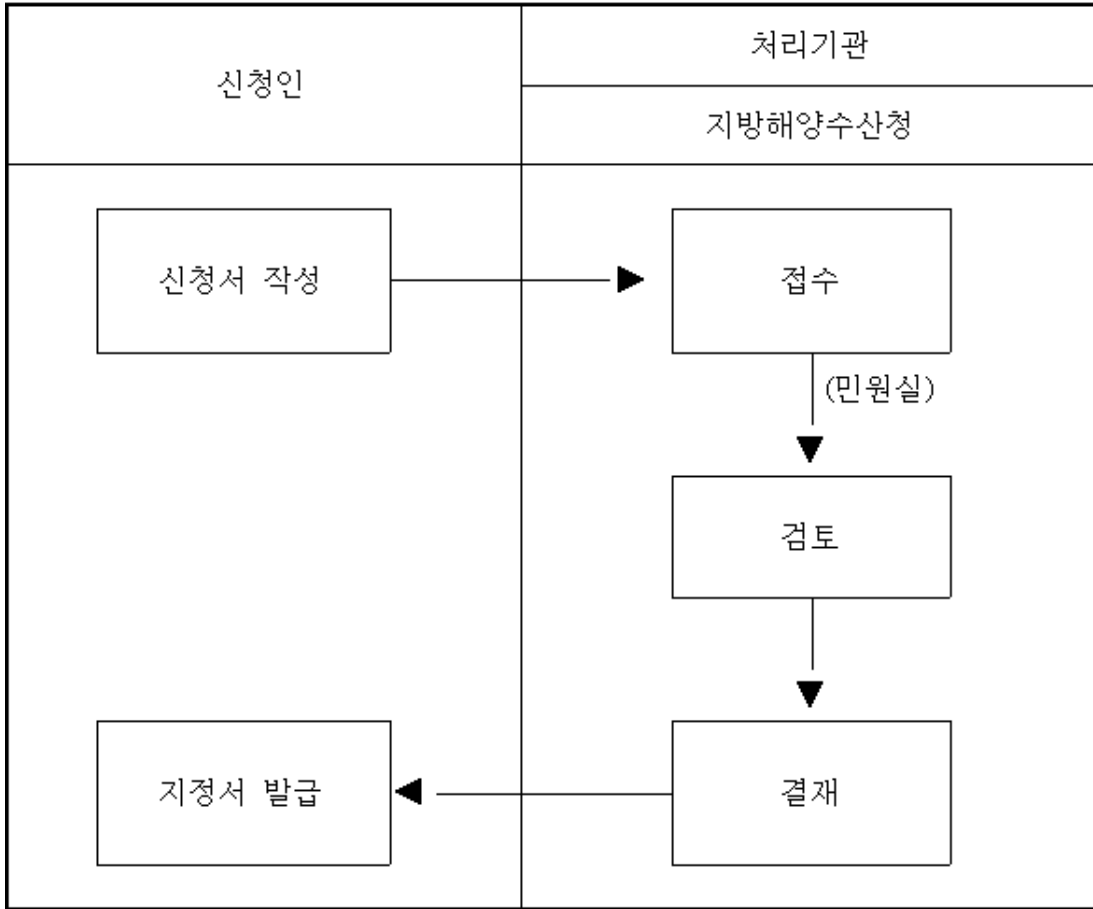 신청인
처리기관
지방해양수산청
신청서 작성
접수
(민원실)
검토
지정서 발급
결재